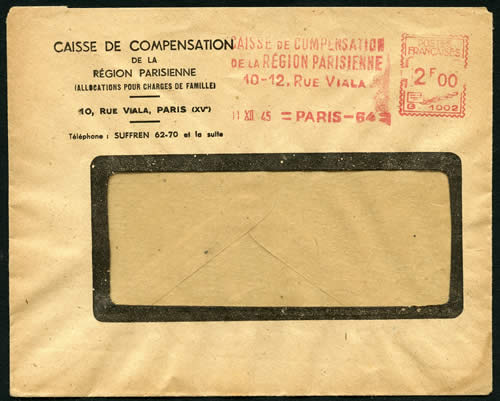 CAISSE DE COMPENSATION
DE LA
RÉGION PARISIENNE
(ALLOCATIONS POUR CHARGES DE FAMILLE)
10, RUE VIALA, PARIS (XVᵉ)
Téléphone : SUFFREN 62-70 et la suite
CAISSE DE COMPENSATION
DE LA RÉGION PARISIENNE
10-12, RUE VIALA
11 XII 45 = PARIS-64
POSTES
FRANÇAISES
2F00
G 1002